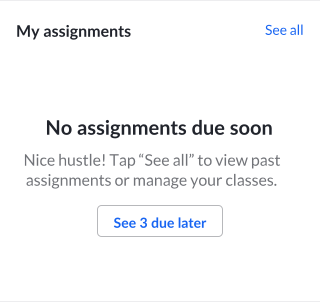 My assignments
See all
No assignments due soon
Nice hustle! Tap “See all” to view past
assignments or manage your classes.
See 3 due later